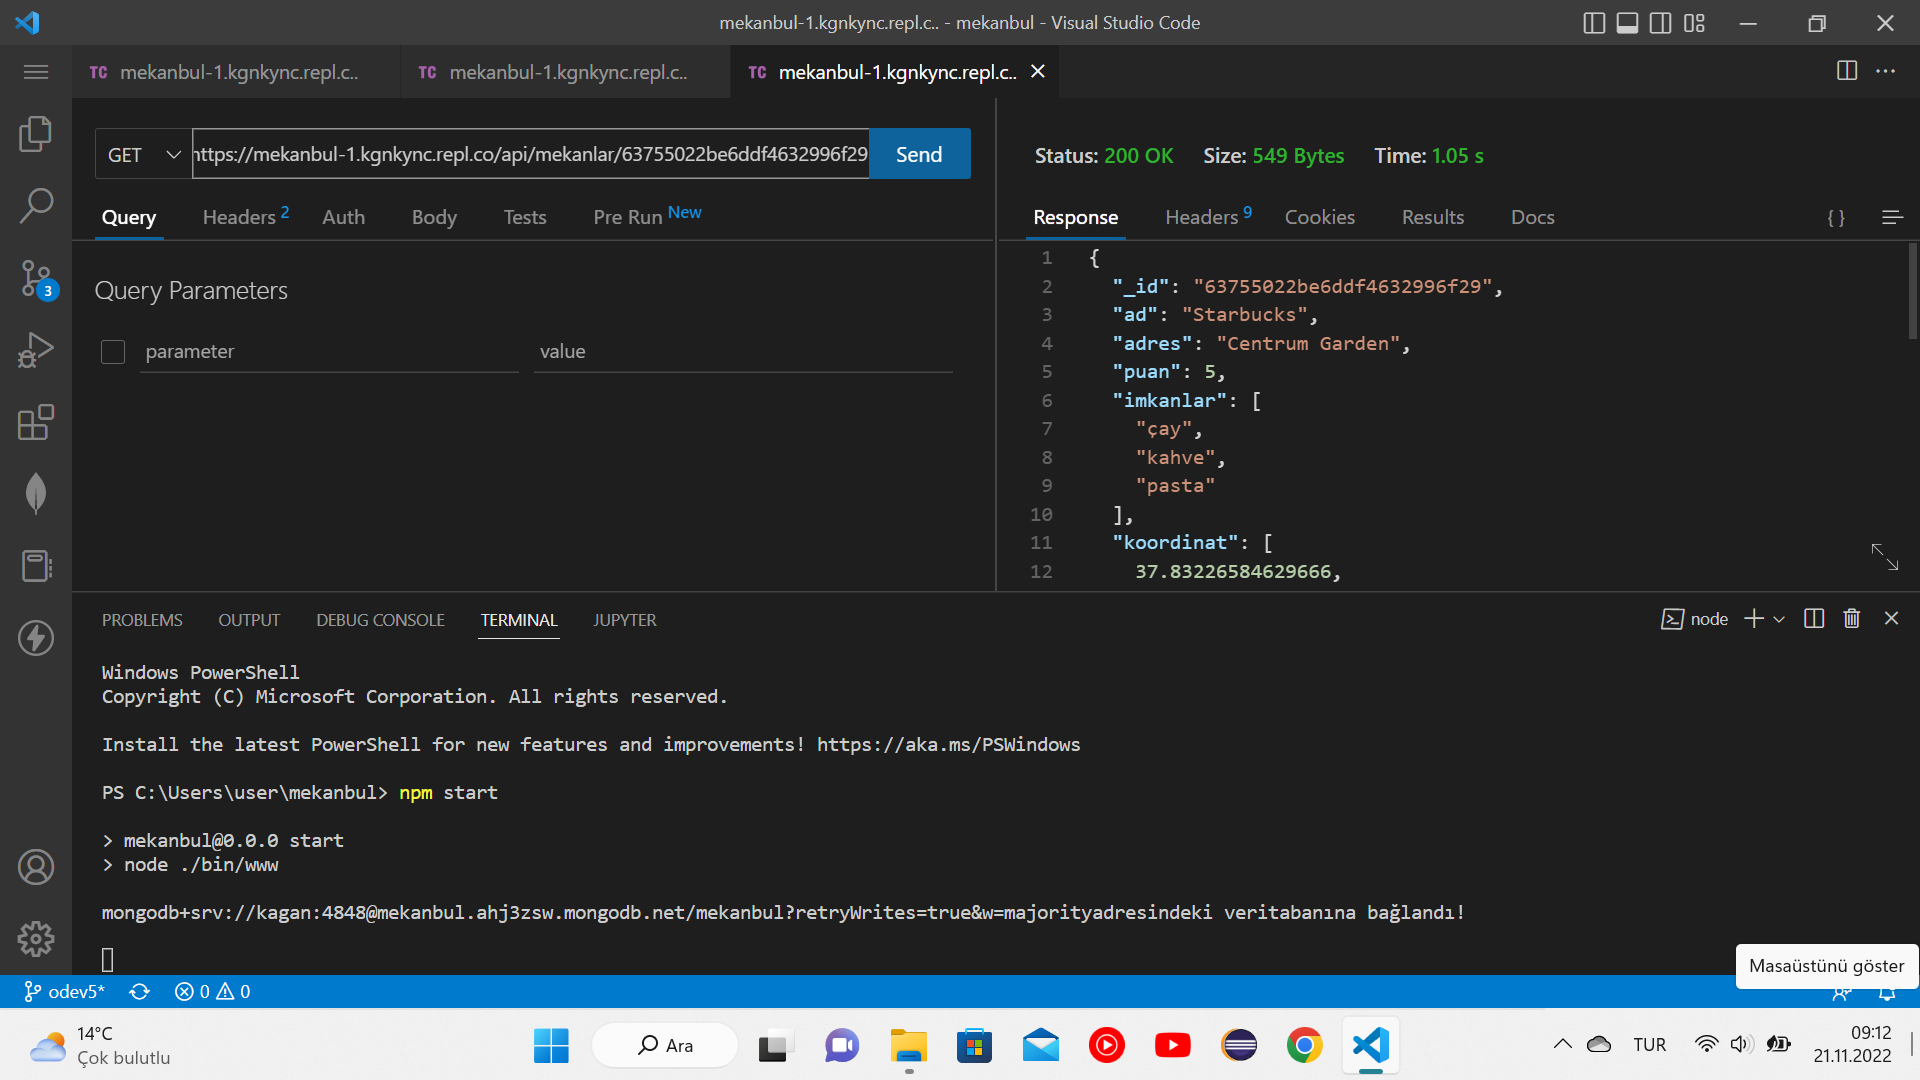 mekanbul-1.kgnkync.repl.c.. - mekanbul - Visual Studio Code
TC mekanbul-1.kgnkync.repl.c..
TC mekanbul-1.kgnkync.repl.c..
TC mekanbul-1.kgnkync.repl.c..
GET
https://mekanbul-1.kgnkync.repl.co/api/mekanlar/63755022be6ddf4632996f29
Send
Query Headers 2 Auth Body Tests Pre Run New
Query Parameters
parameter value
Status: 200 OK Size: 549 Bytes Time: 1.05 s
Response Headers 9 Cookies Results Docs { }
1 {
2 "_id": "63755022be6ddf4632996f29",
3 "ad": "Starbucks",
4 "adres": "Centrum Garden",
5 "puan": 5,
6 "imkanlar": [
7 "çay",
8 "kahve",
9 "pasta"
10 ],
11 "koordinat": [
12 37.83226584629666,
3
PROBLEMS OUTPUT DEBUG CONSOLE TERMINAL JUPYTER
node
Windows PowerShell
Copyright (C) Microsoft Corporation. All rights reserved.
Install the latest PowerShell for new features and improvements! https://aka.ms/PSWindows
PS C:\Users\user\mekanbul> npm start
> mekanbul@0.0.0 start
> node ./bin/www
mongodb+srv://kagan:4848@mekanbul.ahj3zsw.mongodb.net/mekanbul?retryWrites=true&w=majorityadresindeki veritabanına bağlandı!
Masaüstünü göster
odev5* 0 0
14°C
Çok bulutlu
Ara
TUR
09:12
21.11.2022